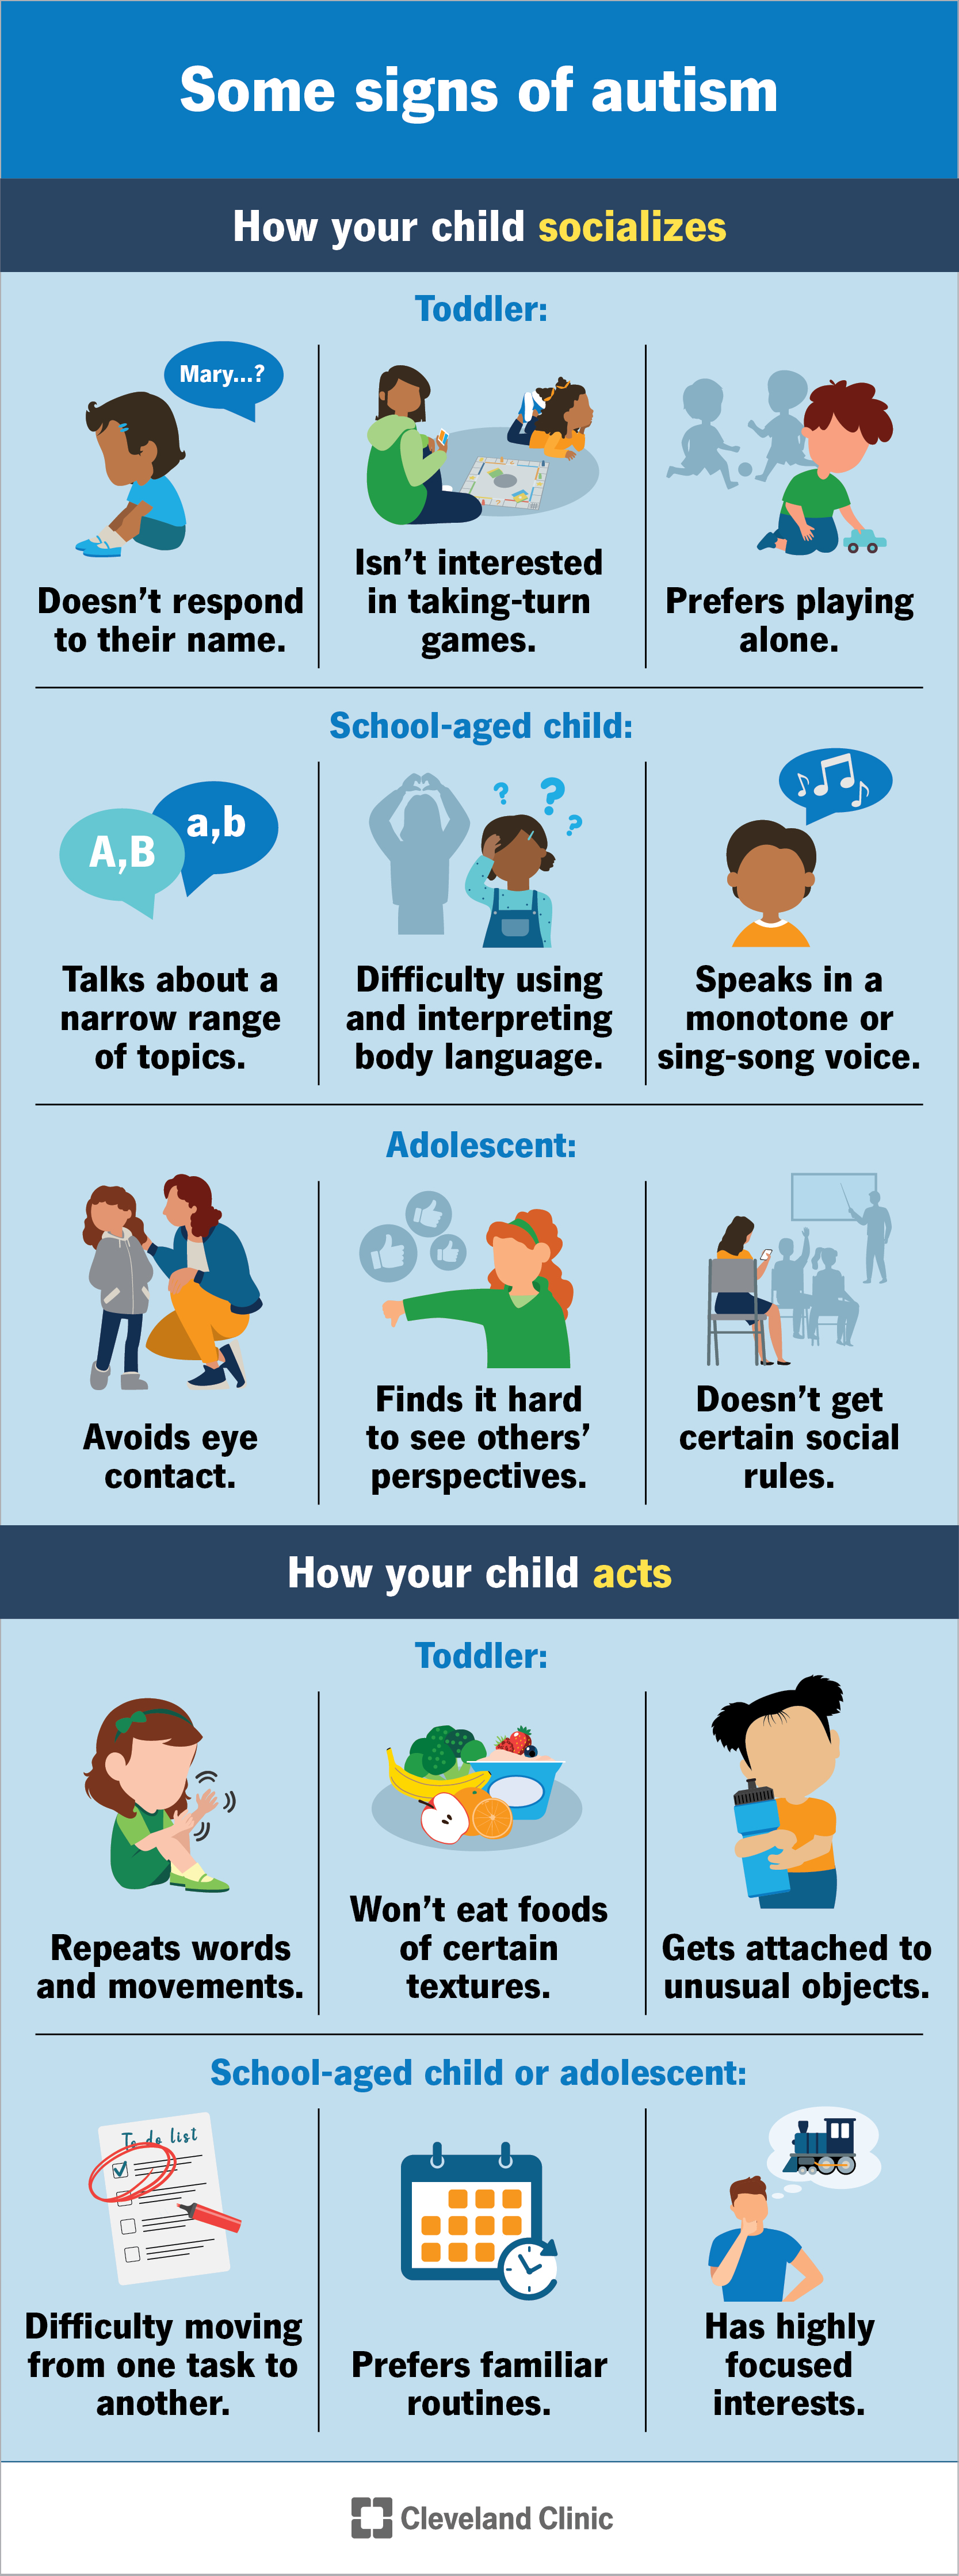 Some signs of autism
How your child socializes
Toddler:
Mary...?
Doesn't respond
to their name.
Isn't interested
in taking-turn
games.
Prefers playing
alone.
School-aged child:
A,B
a,b
Talks about a
narrow range
of topics.
Difficulty using
and interpreting
body language.
Speaks in a
monotone or
sing-song voice.
Adolescent:
Avoids eye
contact.
Finds it hard
to see others'
perspectives.
Doesn't get
certain social
rules.
How your child acts
Toddler:
Repeats words
and movements.
Won't eat foods
of certain
textures.
Gets attached to
unusual objects.
School-aged child or adolescent:
To do list
Difficulty moving
from one task to
another.
? ? ?
Prefers familiar
routines.
Has highly
focused
interests.
Cleveland Clinic